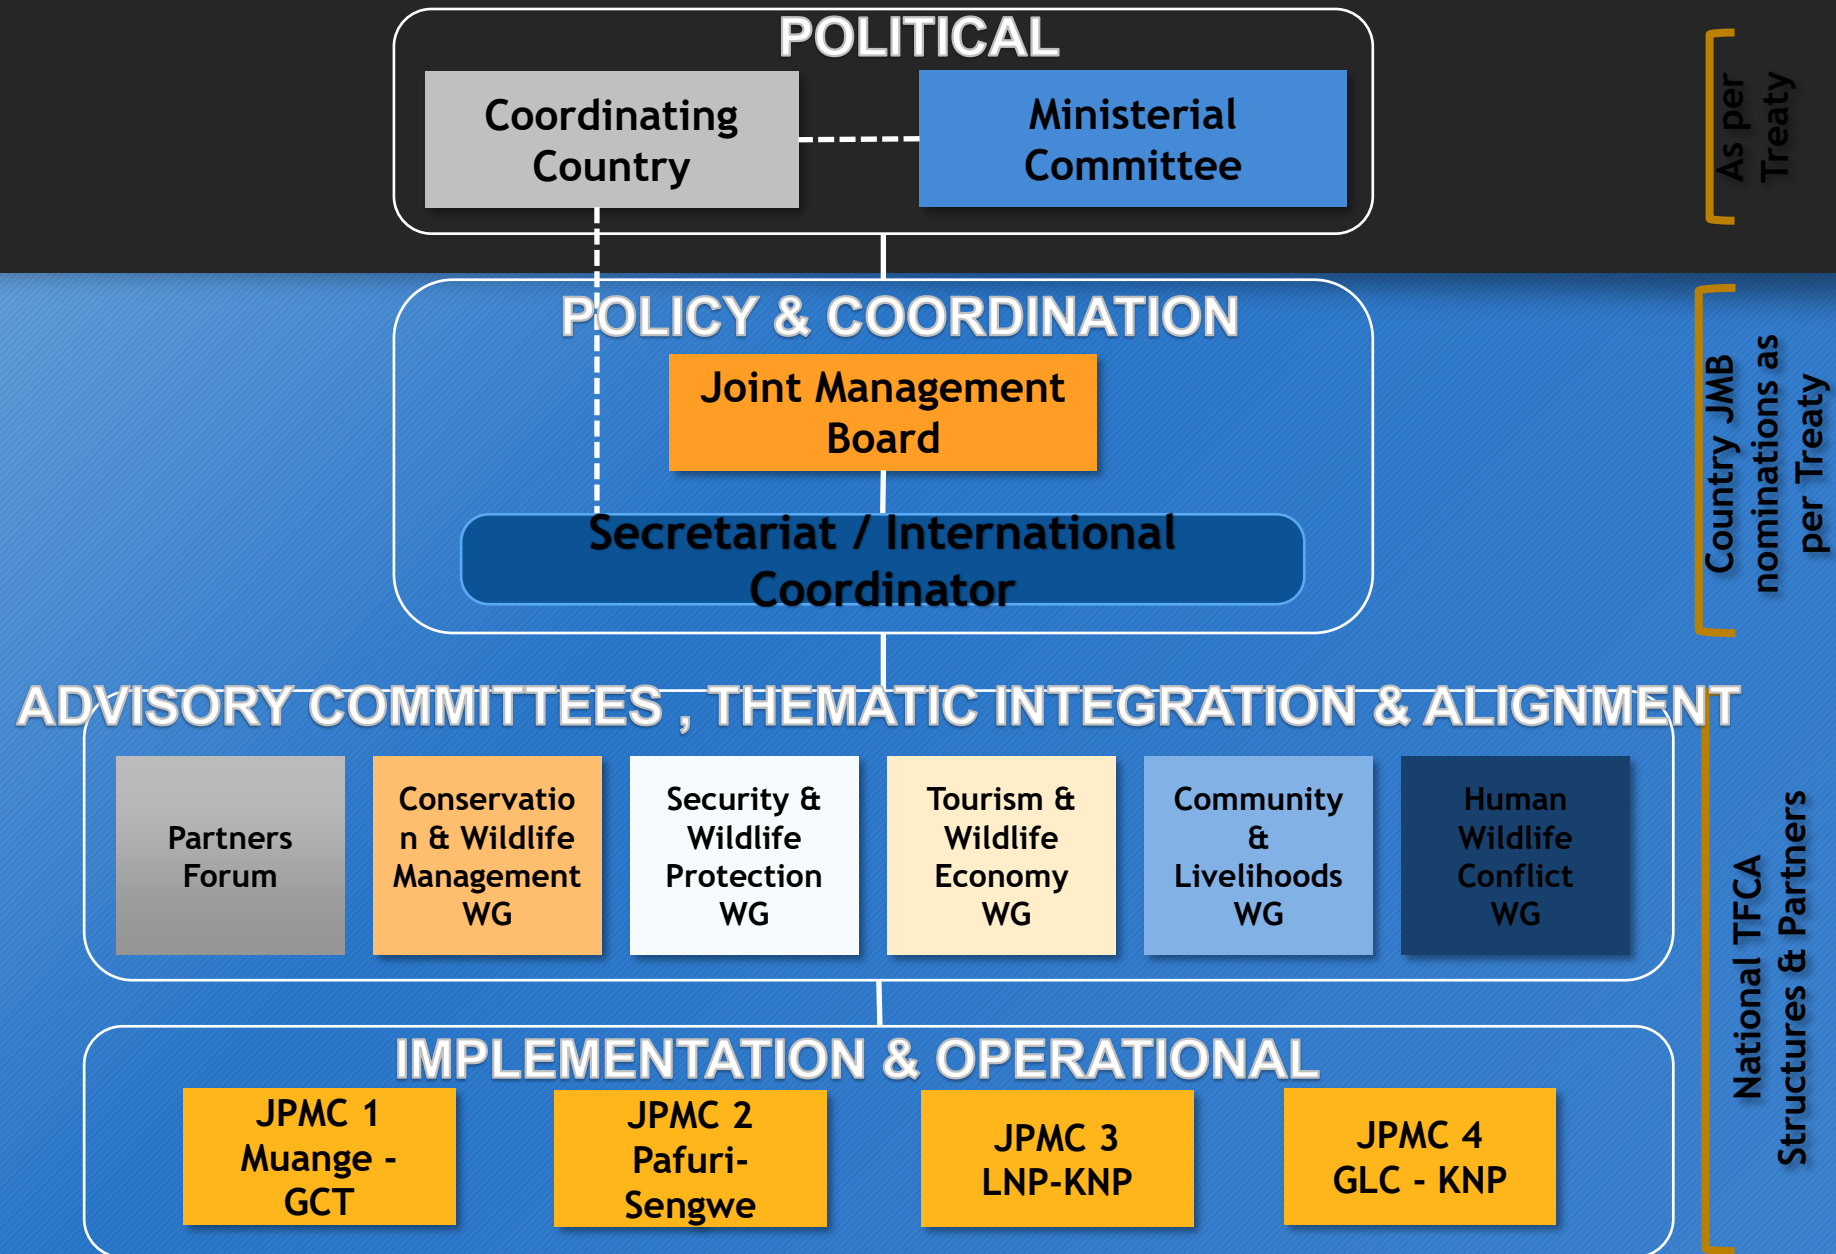 POLITICAL
Coordinating
Country
Ministerial
Committee
As per
Treaty
POLICY & COORDINATION
Joint Management
Board
Secretariat / International
Coordinator
Country JMB
nominations as
per Treaty
ADVISORY COMMITTEES , THEMATIC INTEGRATION & ALIGNMENT
Partners
Forum
Conservatio
n & Wildlife
Management
WG
Security &
Wildlife
Protection
WG
Tourism &
Wildlife
Economy
WG
Community
&
Livelihoods
WG
Human
Wildlife
Conflict
WG
National TFCA
Structures & Partners
IMPLEMENTATION & OPERATIONAL
JPMC 1
Muange -
GCT
JPMC 2
Pafuri-
Sengwe
JPMC 3
LNP-KNP
JPMC 4
GLC - KNP